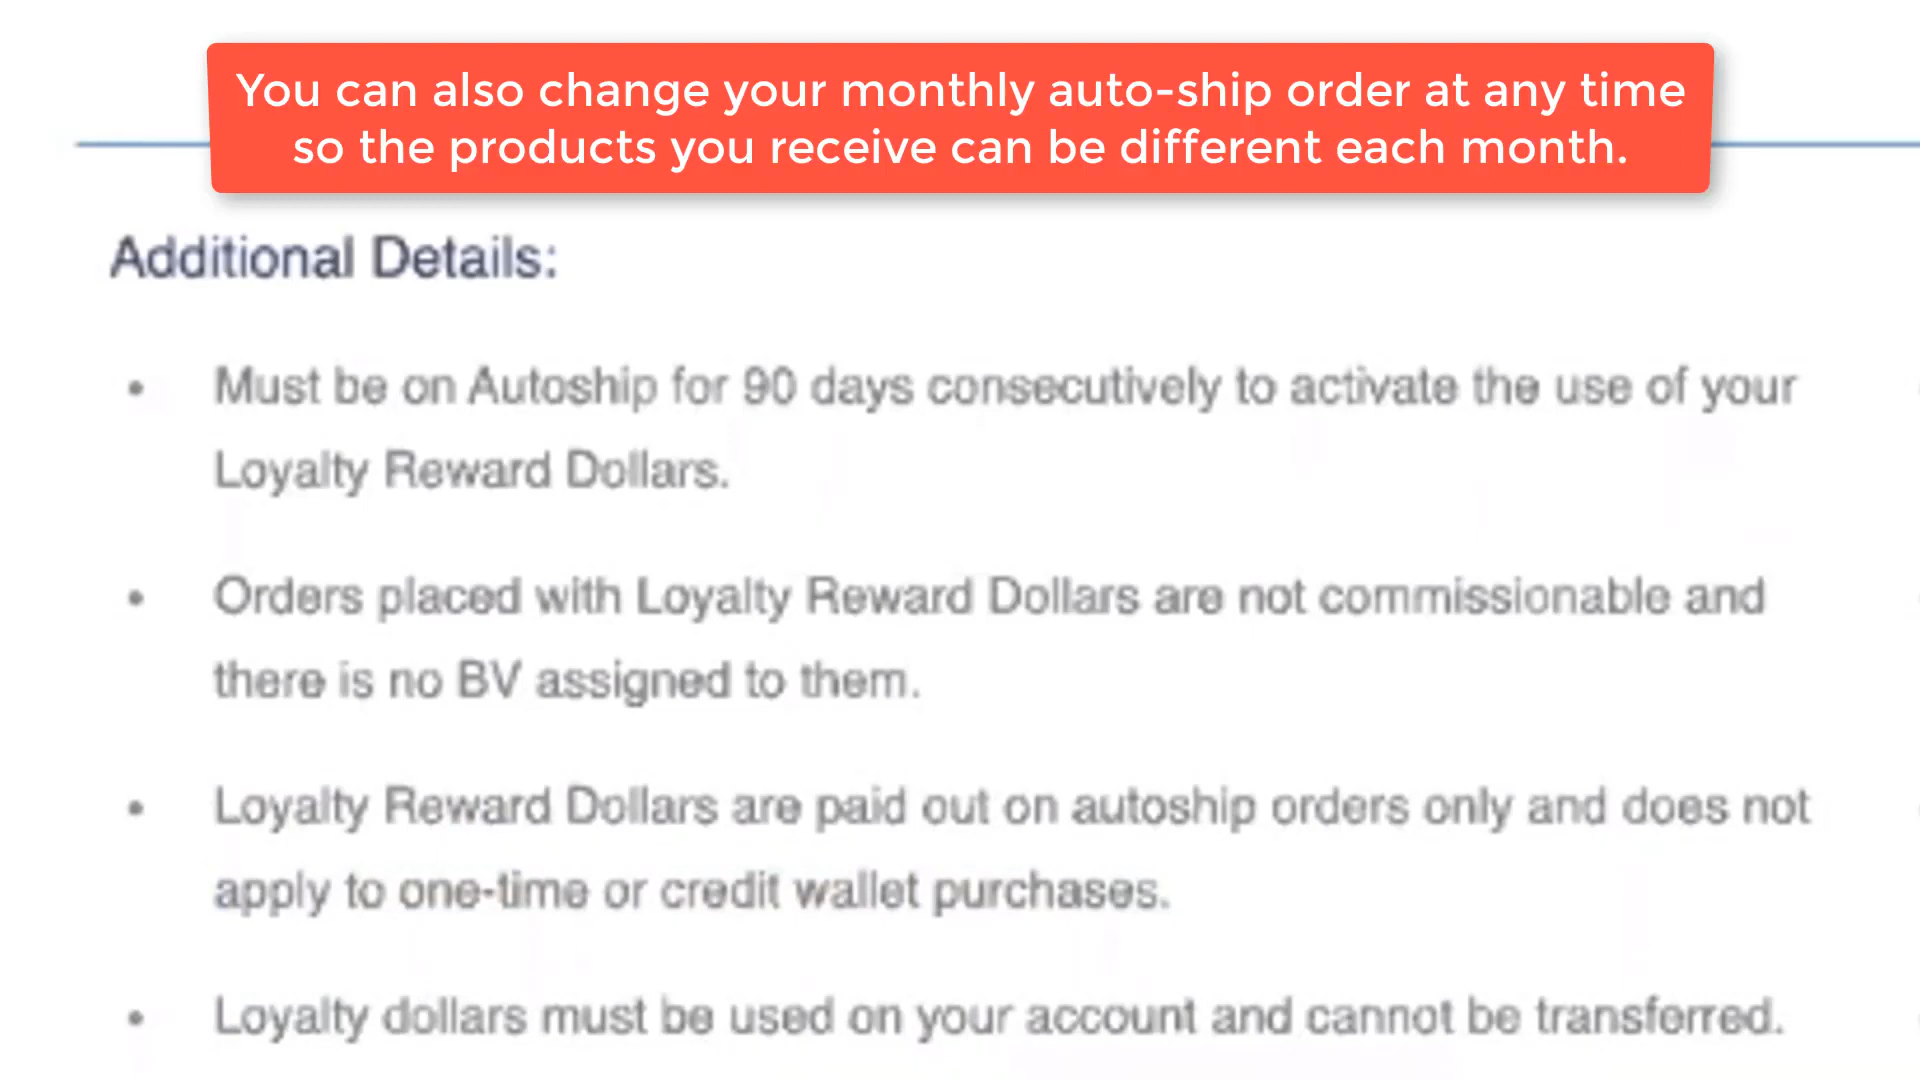 You can also change your monthly auto-ship order at any time
so the products you receive can be different each month.
Additional Details:
• Must be on Autoship for 90 days consecutively to activate the use of your
Loyalty Reward Dollars.
• Orders placed with Loyalty Reward Dollars are not commissionable and
there is no BV assigned to them.
• Loyalty Reward Dollars are paid out on autoship orders only and does not
apply to one-time or credit wallet purchases.
• Loyalty dollars must be used on your account and cannot be transferred.